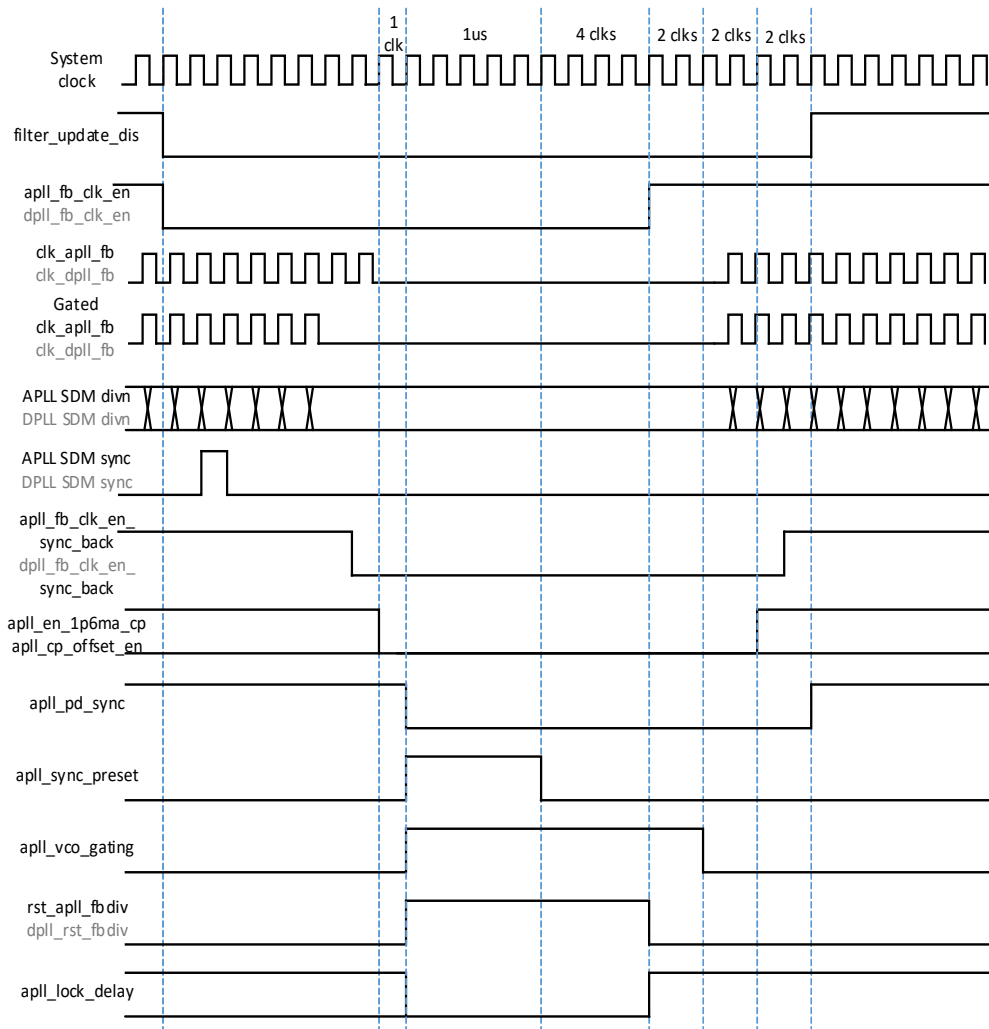 1
clk
1us
4 clks
2 clks
2 clks
2 clks
System
clock
filter_update_dis
apll_fb_clk_en
dpll_fb_clk_en
clk_apll_fb
clk_dpll_fb
Gated
clk_apll_fb
clk_dpll_fb
APLL SDM divn
DPLL SDM divn
APLL SDM sync
DPLL SDM sync
apll_fb_clk_en_
sync_back
dpll_fb_clk_en_
sync_back
apll_en_1p6ma_cp
apll_cp_offset_en
apll_pd_sync
apll_sync_preset
apll_vco_gating
rst_apll_fbdiv
dpll_rst_fbdiv
apll_lock_delay